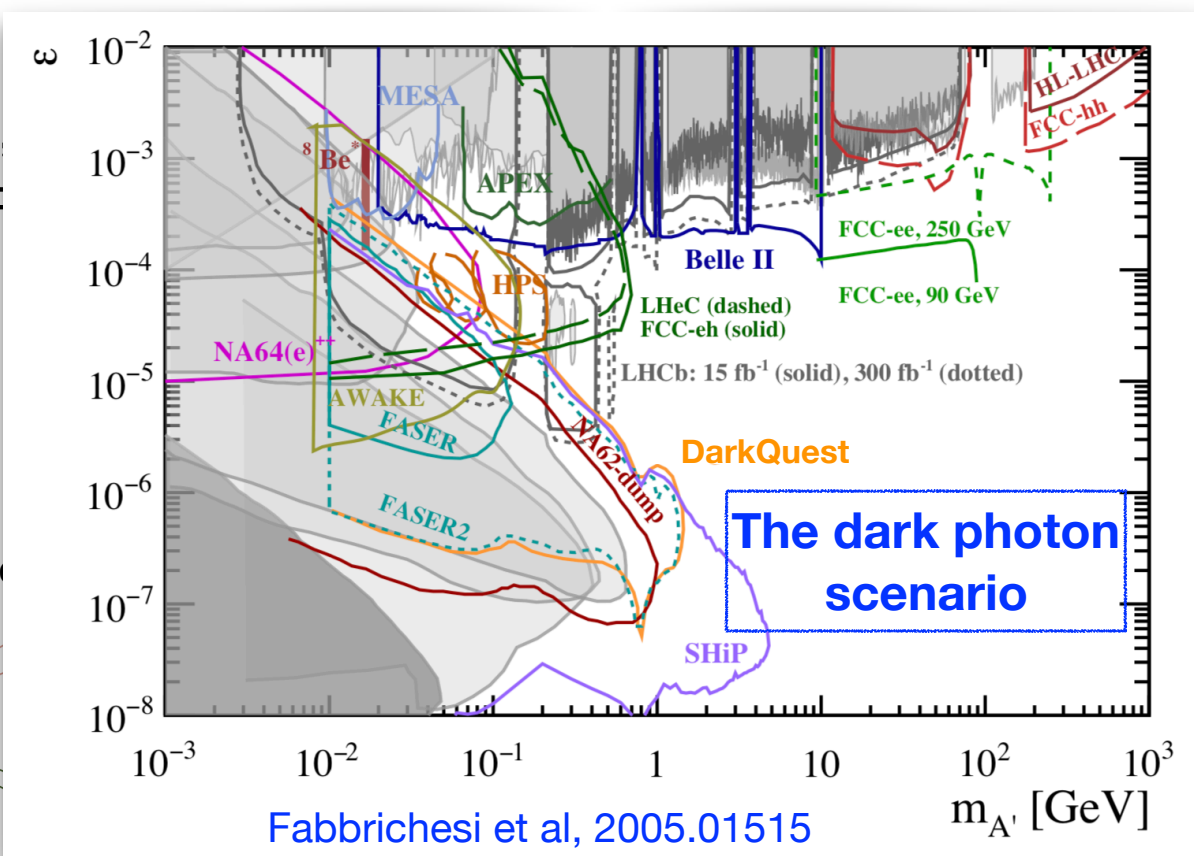 ε
10⁻²
10⁻³
10⁻⁴
10⁻⁵
10⁻⁶
10⁻⁷
10⁻⁸
MESA
⁸Be*
APEX
HL-LHC
FCC-hh
FCC-ee, 250 GeV
Belle II
FCC-ee, 90 GeV
HPS
LHeC (dashed)
FCC-eh (solid)
NA64(e)⁺⁺
LHCb: 15 fb⁻¹ (solid), 300 fb⁻¹ (dotted)
AWAKE
FASER
NA62-dump
DarkQuest
FASER2
The dark photon
scenario
SHiP
10⁻³ 10⁻² 10⁻¹ 1 10 10² 10³
m_A' [GeV]
Fabbrichesi et al, 2005.01515